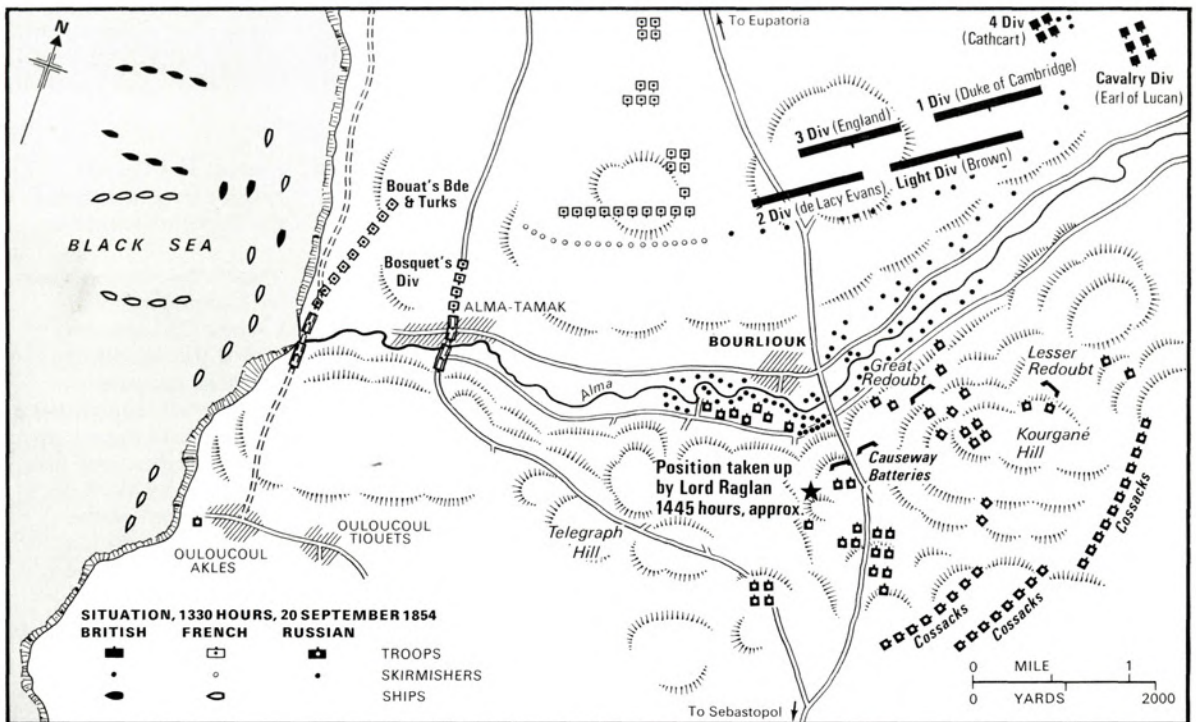 N
To Eupatoria
4 Div
(Cathcart)
Cavalry Div
(Earl of Lucan)
1 Div (Duke of Cambridge)
3 Div (England)
Light Div (Brown)
2 Div (de Lacy Evans)
Bouat's Bde
& Turks
BLACK SEA
Bosquet's
Div
ALMA-TAMAK
BOURLIOUK
Alma
Great
Redoubt
Lesser
Redoubt
Kourgané
Hill
Causeway
Batteries
Position taken up
by Lord Raglan
1445 hours, approx.
Telegraph
Hill
Cossacks
Cossacks
Cossacks
OULOUCOUL
TIOUETS
OULOUCOUL
AKLES
SITUATION, 1330 HOURS, 20 SEPTEMBER 1854
BRITISH FRENCH RUSSIAN
TROOPS
SKIRMISHERS
SHIPS
To Sebastopol
0 MILE 1
0 YARDS 2000